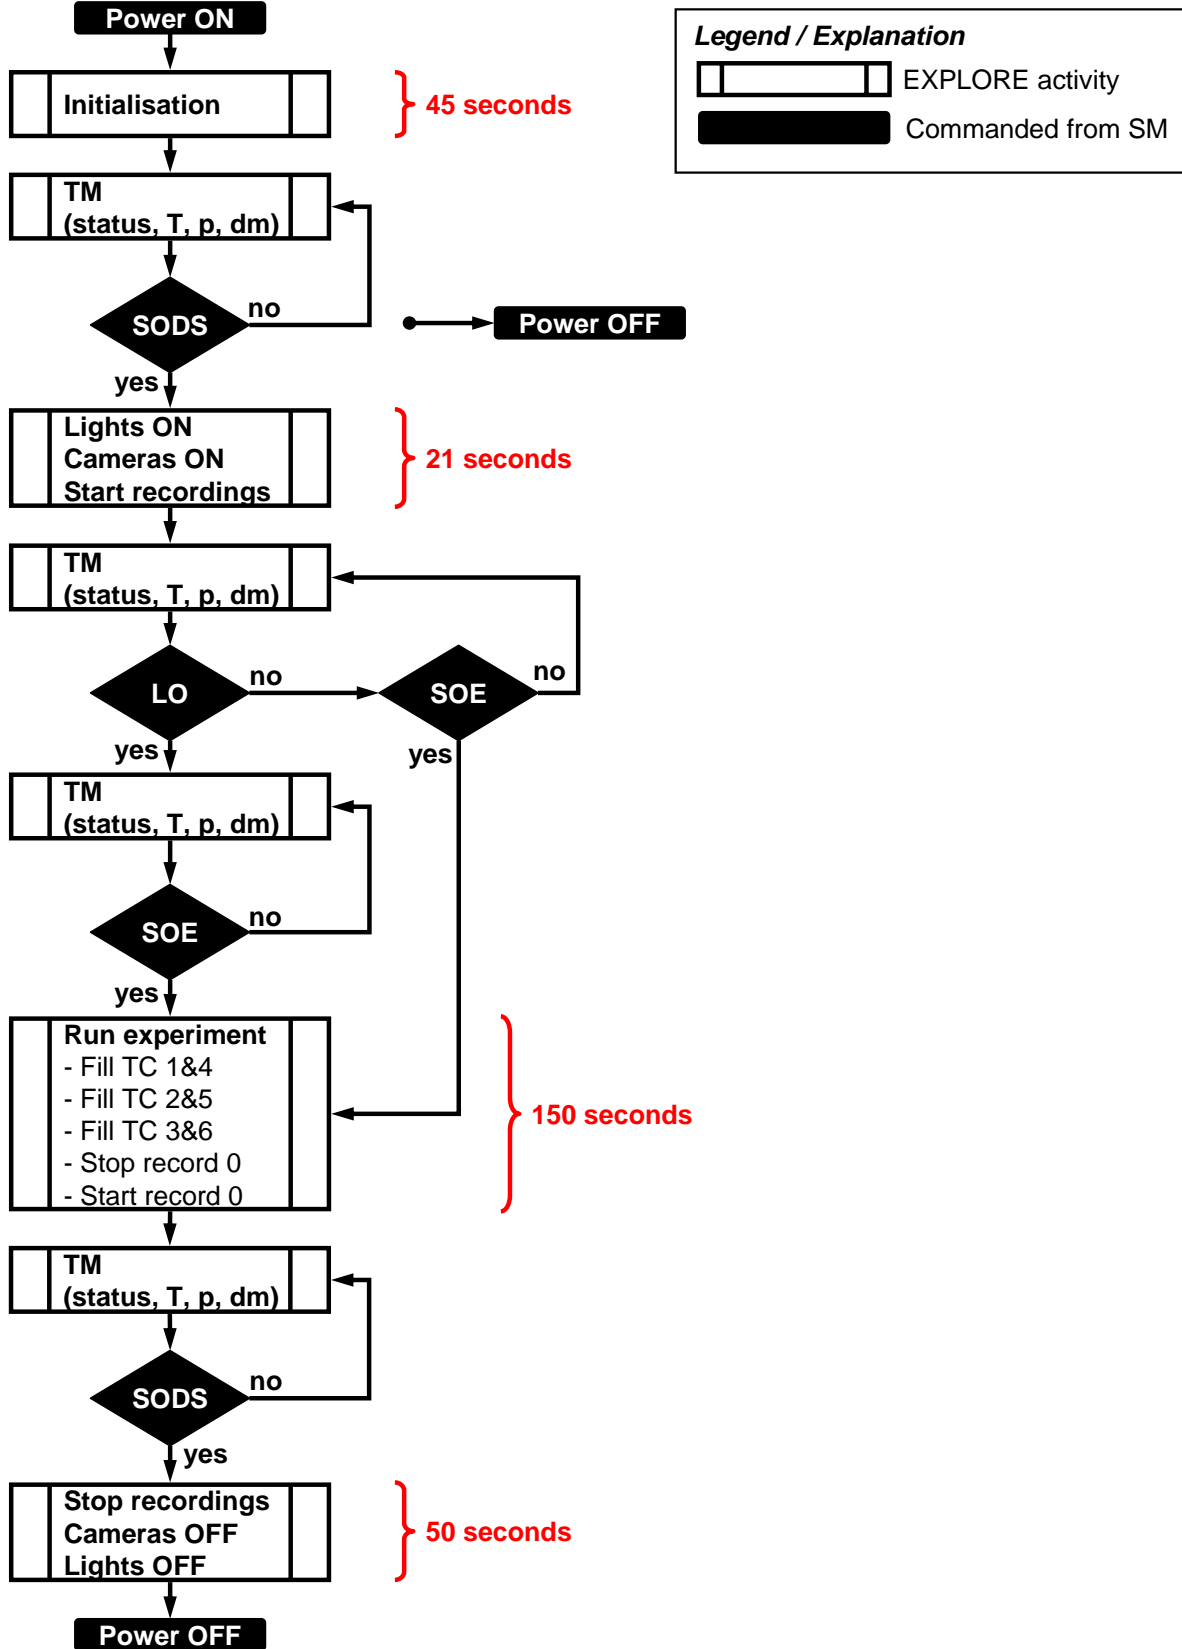 Power ON
Legend / Explanation
EXPLORE activity
Commanded from SM
Initialisation
45 seconds
TM
(status, T, p, dm)
SODS
no
yes
Power OFF
Lights ON
Cameras ON
Start recordings
21 seconds
TM
(status, T, p, dm)
LO
no
SOE
no
yes
yes
TM
(status, T, p, dm)
SOE
no
yes
Run experiment
- Fill TC 1&4
- Fill TC 2&5
- Fill TC 3&6
- Stop record 0
- Start record 0
150 seconds
TM
(status, T, p, dm)
SODS
no
yes
Stop recordings
Cameras OFF
Lights OFF
50 seconds
Power OFF